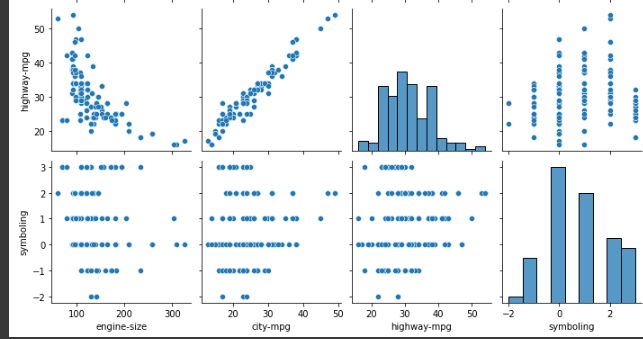 highway-mpg
50
40
30
20
symboling
3
2
1
0
−1
−2
100 200 300
20 30 40 50
20 30 40 50
−2 0 2
engine-size city-mpg highway-mpg symboling